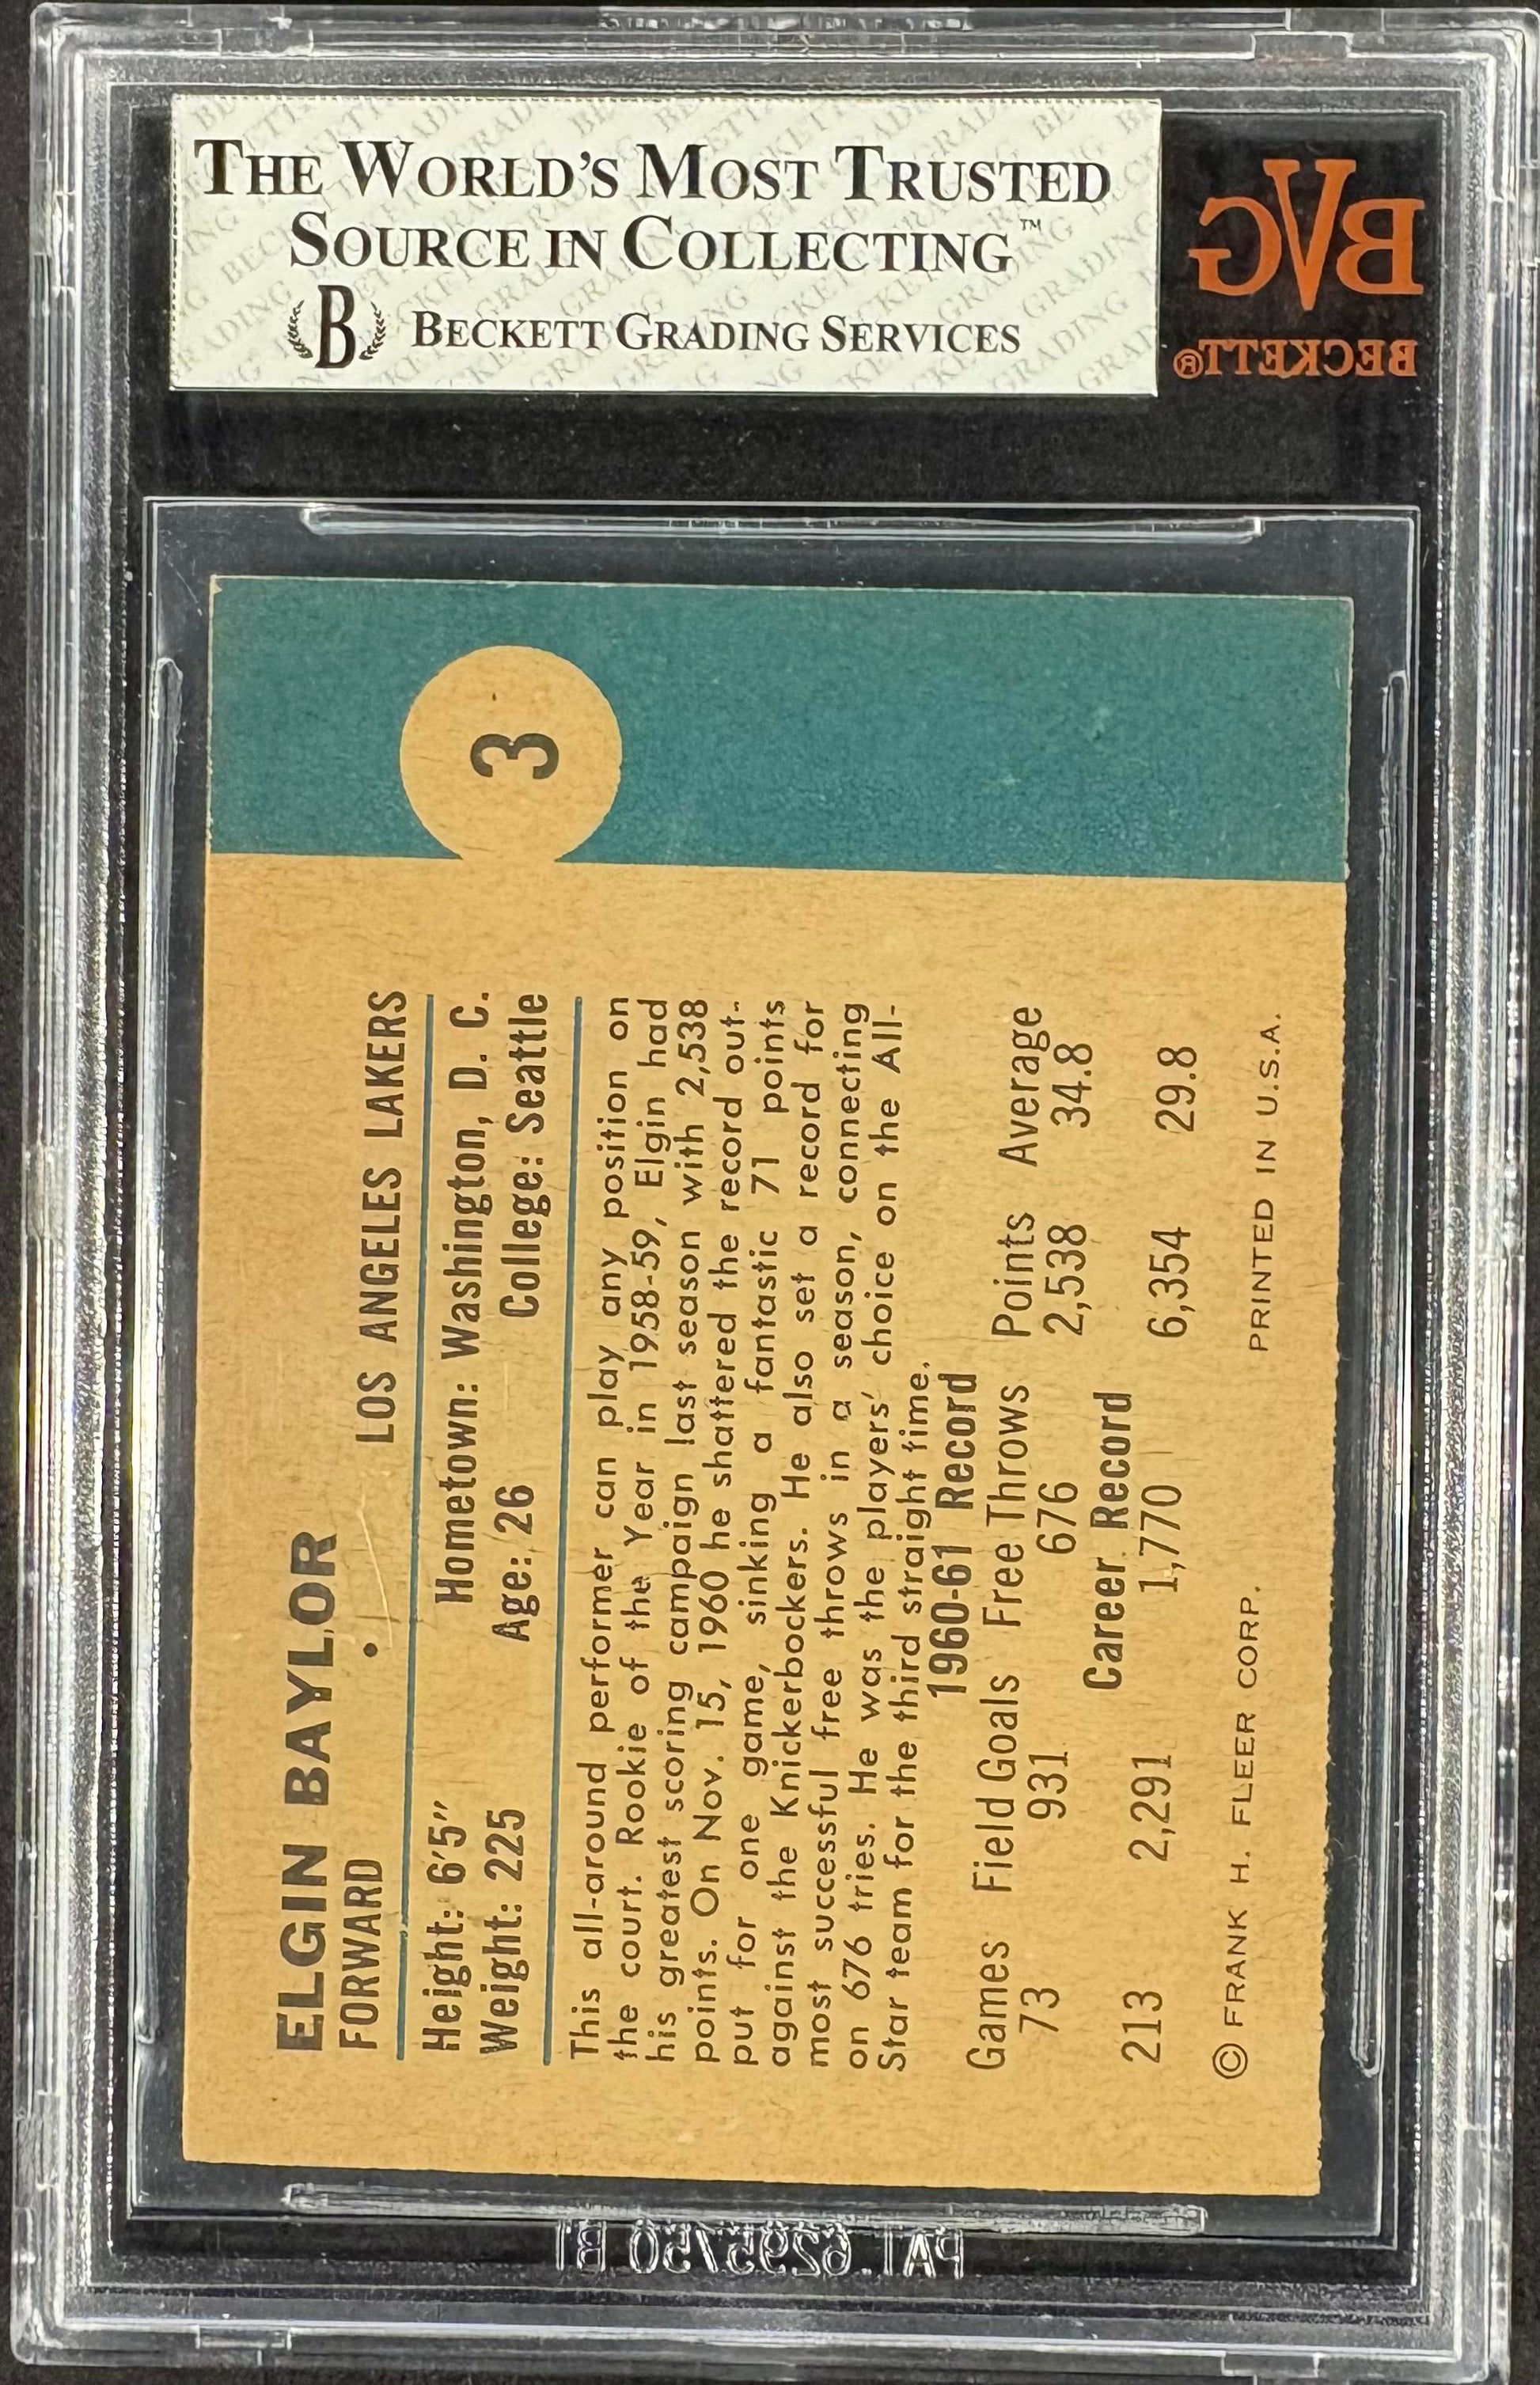 THE WORLD'S MOST TRUSTED
SOURCE IN COLLECTING™
B BECKETT GRADING SERVICES
BVG
BECKETT®
3
ELGIN BAYLOR
FORWARD • LOS ANGELES LAKERS
Height: 6'5" Hometown: Washington, D. C.
Weight: 225 Age: 26 College: Seattle
This all-around performer can play any position on
the court. Rookie of the Year in 1958-59, Elgin had
his greatest scoring campaign last season with 2,538
points. On Nov. 15, 1960 he shattered the record out-
put for one game, sinking a fantastic 71 points
against the Knickerbockers. He also set a record for
most successful free throws in a season, connecting
on 676 tries. He was the players' choice on the All-
Star team for the third straight time.
1960-61 Record
Games Field Goals Free Throws Points Average
73 931 676 2,538 34.8
Career Record
213 2,291 1,770 6,354 29.8
© FRANK H. FLEER CORP. PRINTED IN U.S.A.